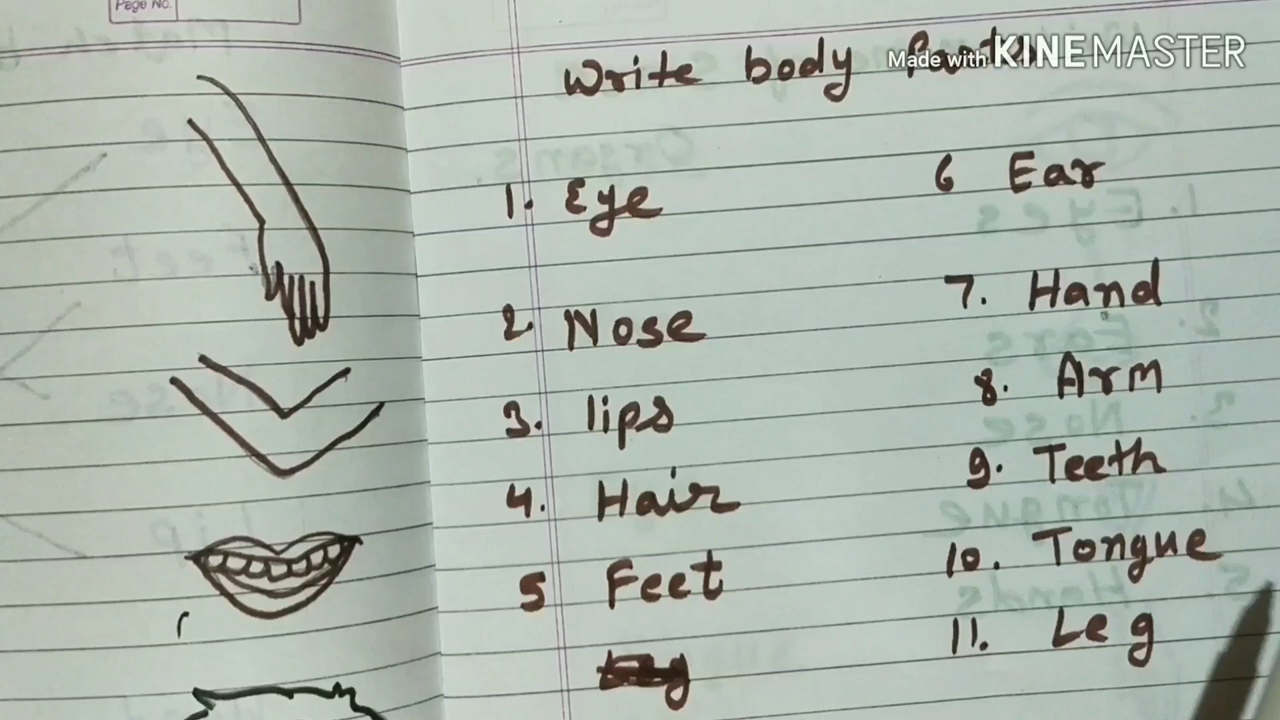 Page No.
Made with KINEMASTER
Write body Parts
1. Eye
2. Nose
3. lips
4. Hair
5 Feet
6 Ear
7. Hand
8. Arm
9. Teeth
10. Tongue
11. Leg